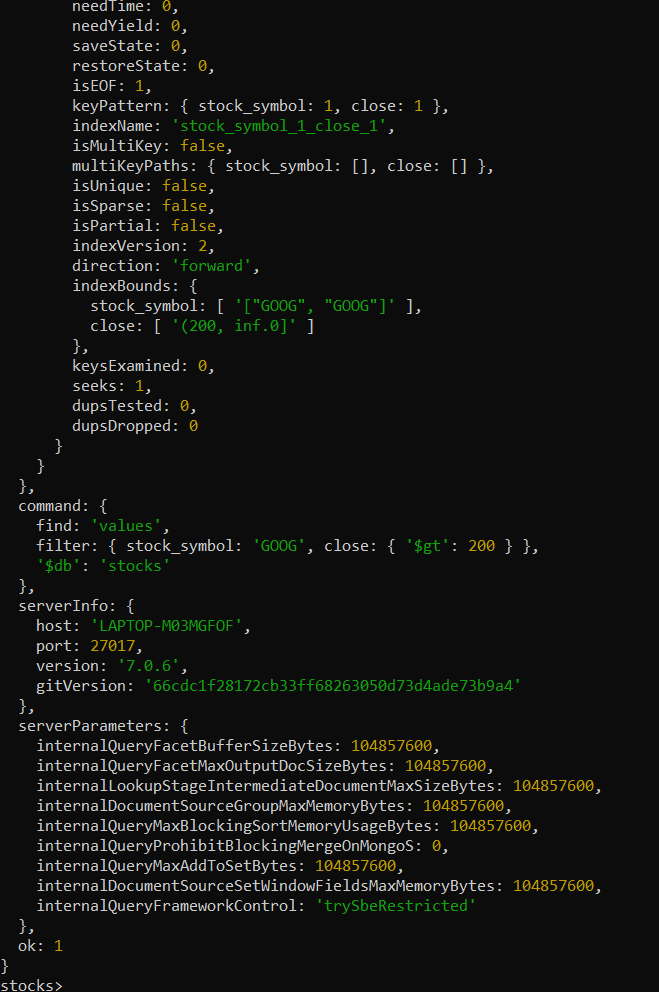 needTime: 0,
needYield: 0,
saveState: 0,
restoreState: 0,
isEOF: 1,
keyPattern: { stock_symbol: 1, close: 1 },
indexName: 'stock_symbol_1_close_1',
isMultiKey: false,
multiKeyPaths: { stock_symbol: [], close: [] },
isUnique: false,
isSparse: false,
isPartial: false,
indexVersion: 2,
direction: 'forward',
indexBounds: {
stock_symbol: [ '["GOOG", "GOOG"]' ],
close: [ '(200, inf.0]' ]
},
keysExamined: 0,
seeks: 1,
dupsTested: 0,
dupsDropped: 0
}
}
},
command: {
find: 'values',
filter: { stock_symbol: 'GOOG', close: { '$gt': 200 } },
'$db': 'stocks'
},
serverInfo: {
host: 'LAPTOP-M03MGFOF',
port: 27017,
version: '7.0.6',
gitVersion: '66cdc1f28172cb33ff68263050d73d4ade73b9a4'
},
serverParameters: {
internalQueryFacetBufferSizeBytes: 104857600,
internalQueryFacetMaxOutputDocSizeBytes: 104857600,
internalLookupStageIntermediateDocumentMaxSizeBytes: 104857600,
internalDocumentSourceGroupMaxMemoryBytes: 104857600,
internalQueryMaxBlockingSortMemoryUsageBytes: 104857600,
internalQueryProhibitBlockingMergeOnMongoS: 0,
internalQueryMaxAddToSetBytes: 104857600,
internalDocumentSourceSetWindowFieldsMaxMemoryBytes: 104857600,
internalQueryFrameworkControl: 'trySbeRestricted'
},
ok: 1
}
stocks>